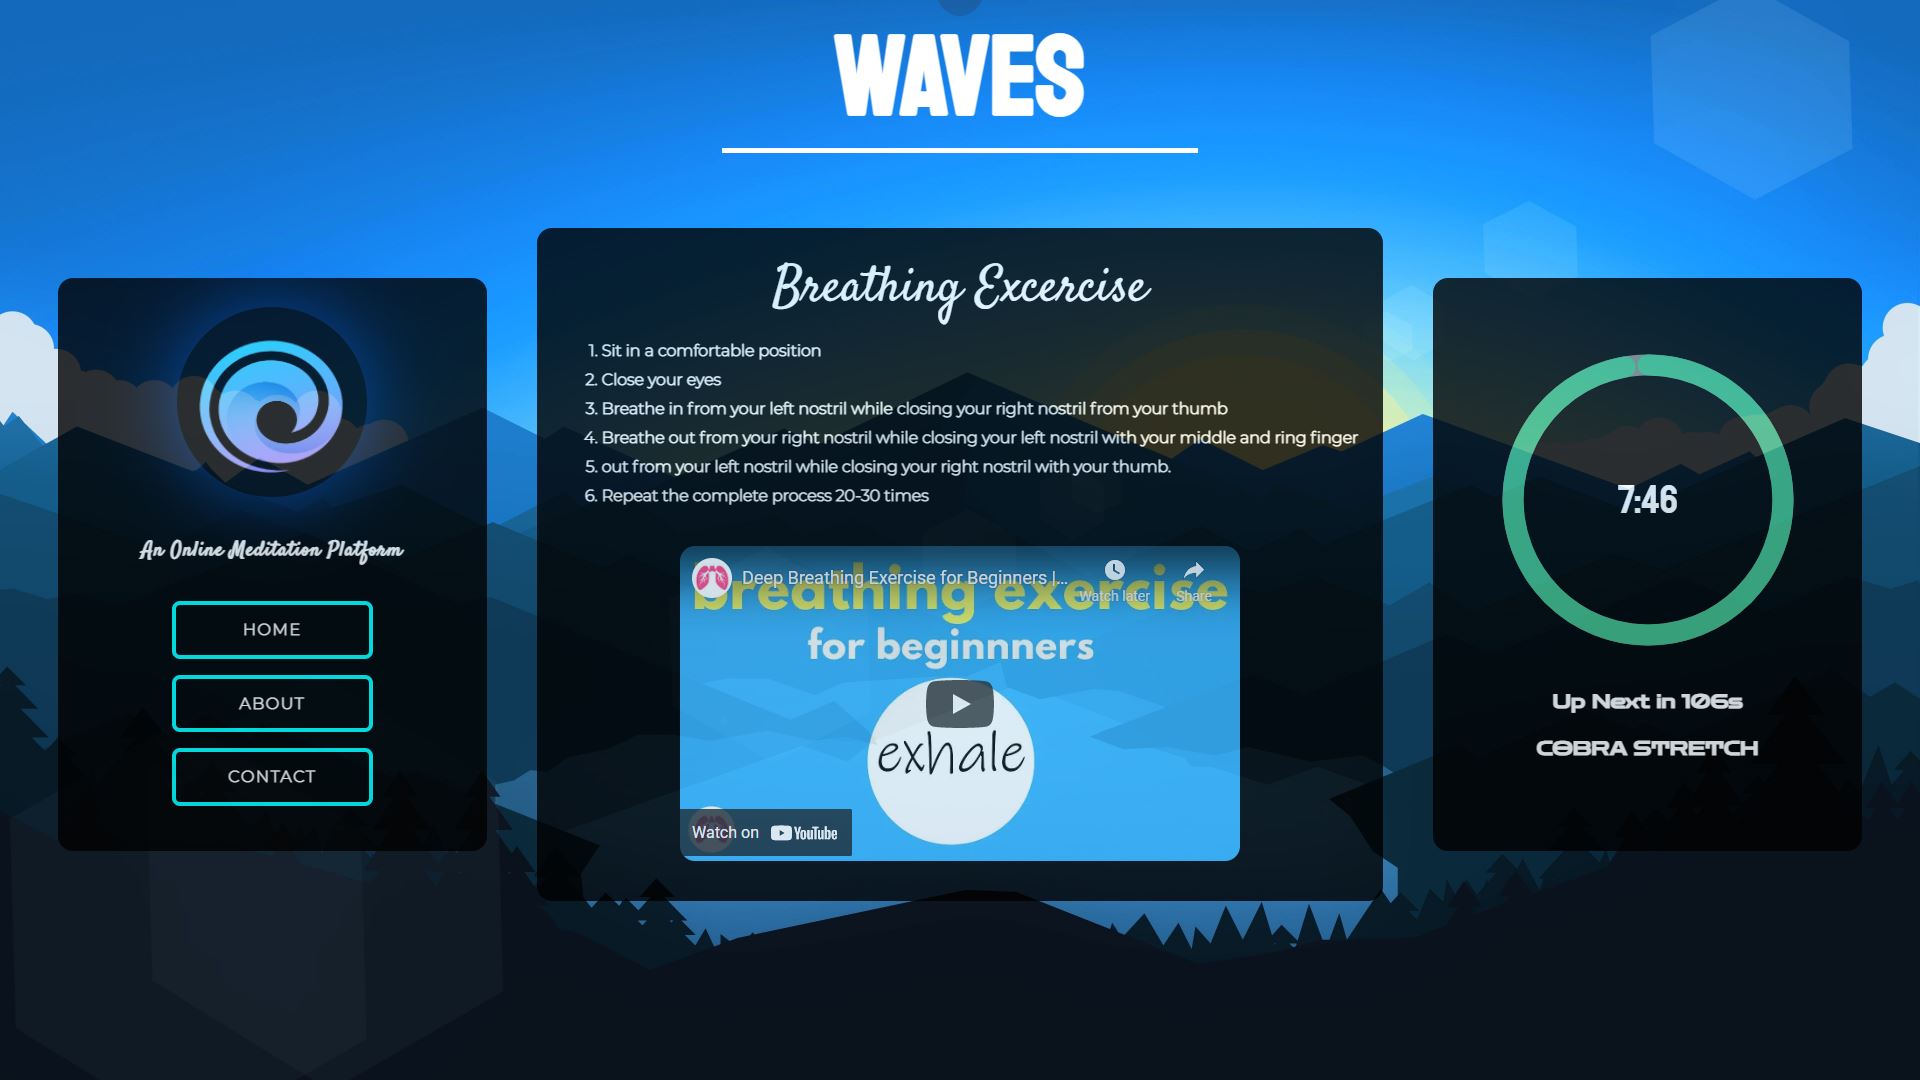 WAVES
An Online Meditation Platform
HOME
ABOUT
CONTACT
Breathing Excercise
1. Sit in a comfortable position
2. Close your eyes
3. Breathe in from your left nostril while closing your right nostril from your thumb
4. Breathe out from your right nostril while closing your left nostril with your middle and ring finger
5. out from your left nostril while closing your right nostril with your thumb.
6. Repeat the complete process 20-30 times
Deep Breathing Exercise for Beginners |...
Watch later
Share
breathing exercise
for beginnners
exhale
Watch on YouTube
7:46
Up Next in 106s
COBRA STRETCH